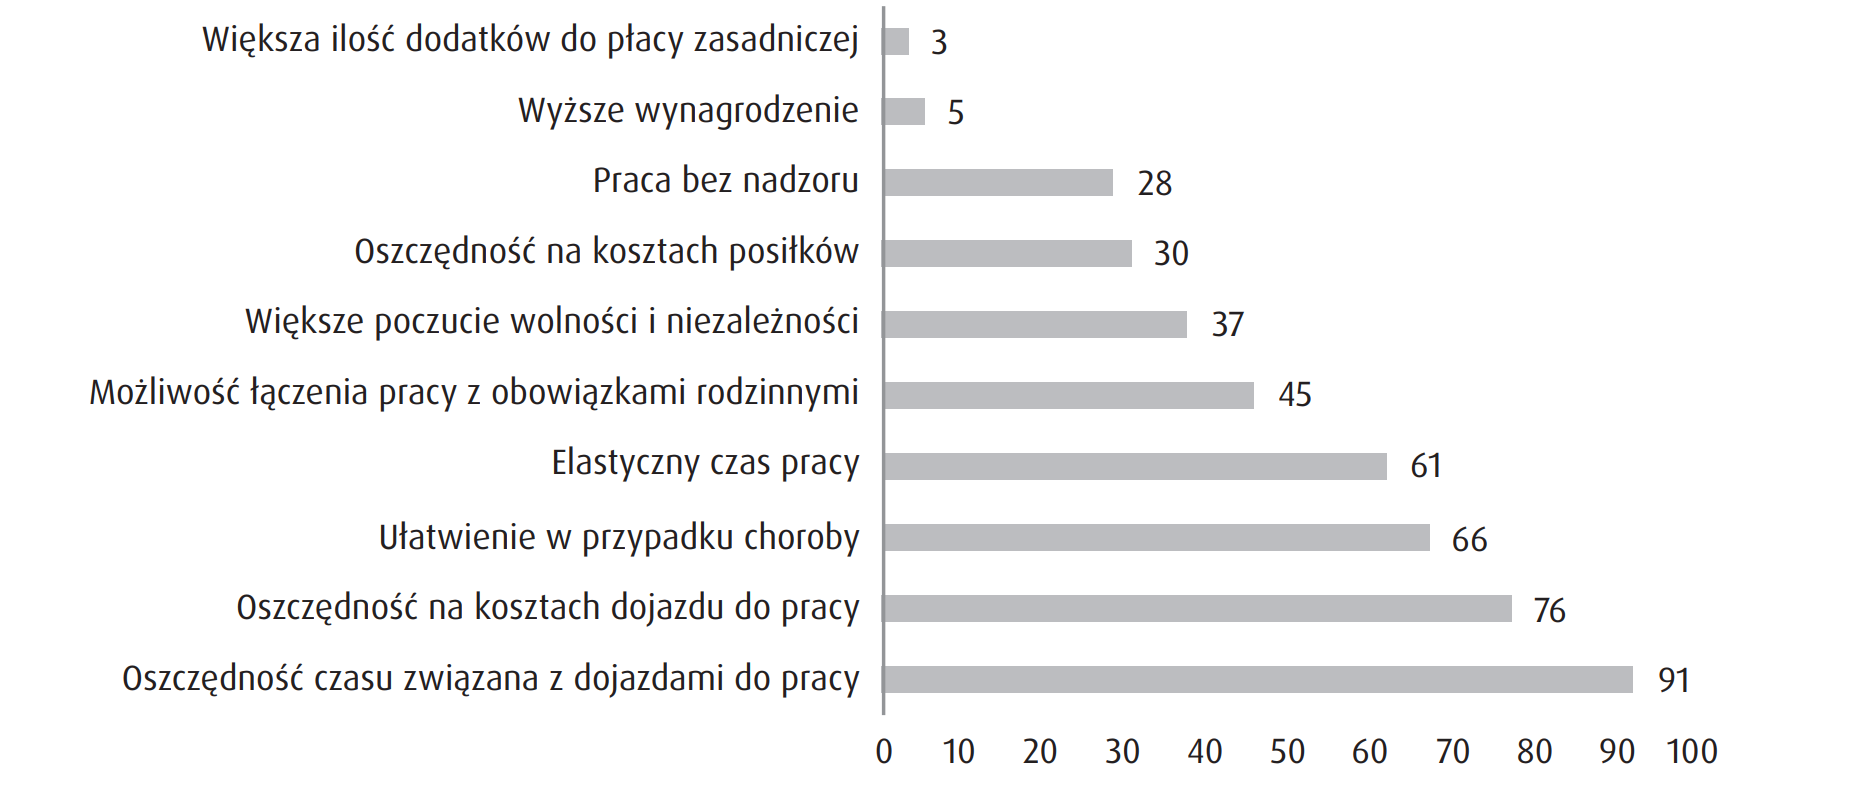 Większa ilość dodatków do płacy zasadniczej 3
Wyższe wynagrodzenie 5
Praca bez nadzoru 28
Oszczędność na kosztach posiłków 30
Większe poczucie wolności i niezależności 37
Możliwość łączenia pracy z obowiązkami rodzinnymi 45
Elastyczny czas pracy 61
Ułatwienie w przypadku choroby 66
Oszczędność na kosztach dojazdu do pracy 76
Oszczędność czasu związana z dojazdami do pracy 91
0 10 20 30 40 50 60 70 80 90 100